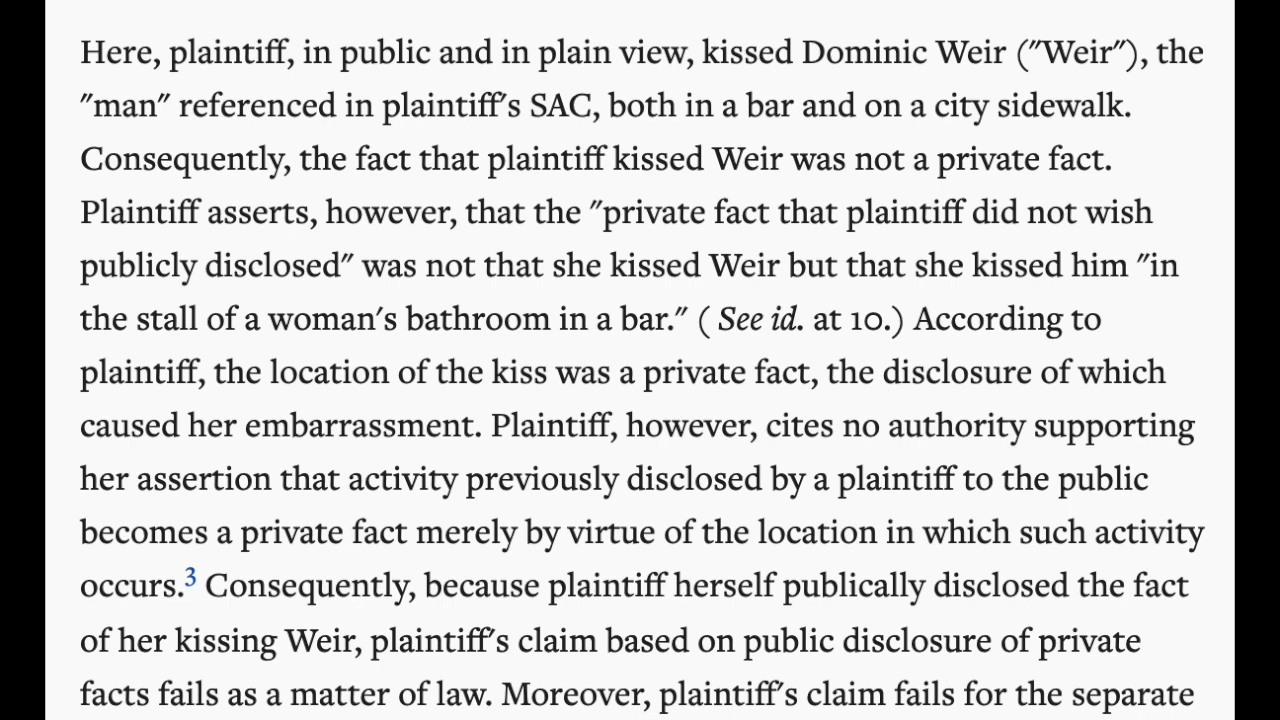 Here, plaintiff, in public and in plain view, kissed Dominic Weir ("Weir"), the
"man" referenced in plaintiff's SAC, both in a bar and on a city sidewalk.
Consequently, the fact that plaintiff kissed Weir was not a private fact.
Plaintiff asserts, however, that the "private fact that plaintiff did not wish
publicly disclosed" was not that she kissed Weir but that she kissed him "in
the stall of a woman's bathroom in a bar." ( See id. at 10.) According to
plaintiff, the location of the kiss was a private fact, the disclosure of which
caused her embarrassment. Plaintiff, however, cites no authority supporting
her assertion that activity previously disclosed by a plaintiff to the public
becomes a private fact merely by virtue of the location in which such activity
occurs.3 Consequently, because plaintiff herself publically disclosed the fact
of her kissing Weir, plaintiff's claim based on public disclosure of private
facts fails as a matter of law. Moreover, plaintiff's claim fails for the separate